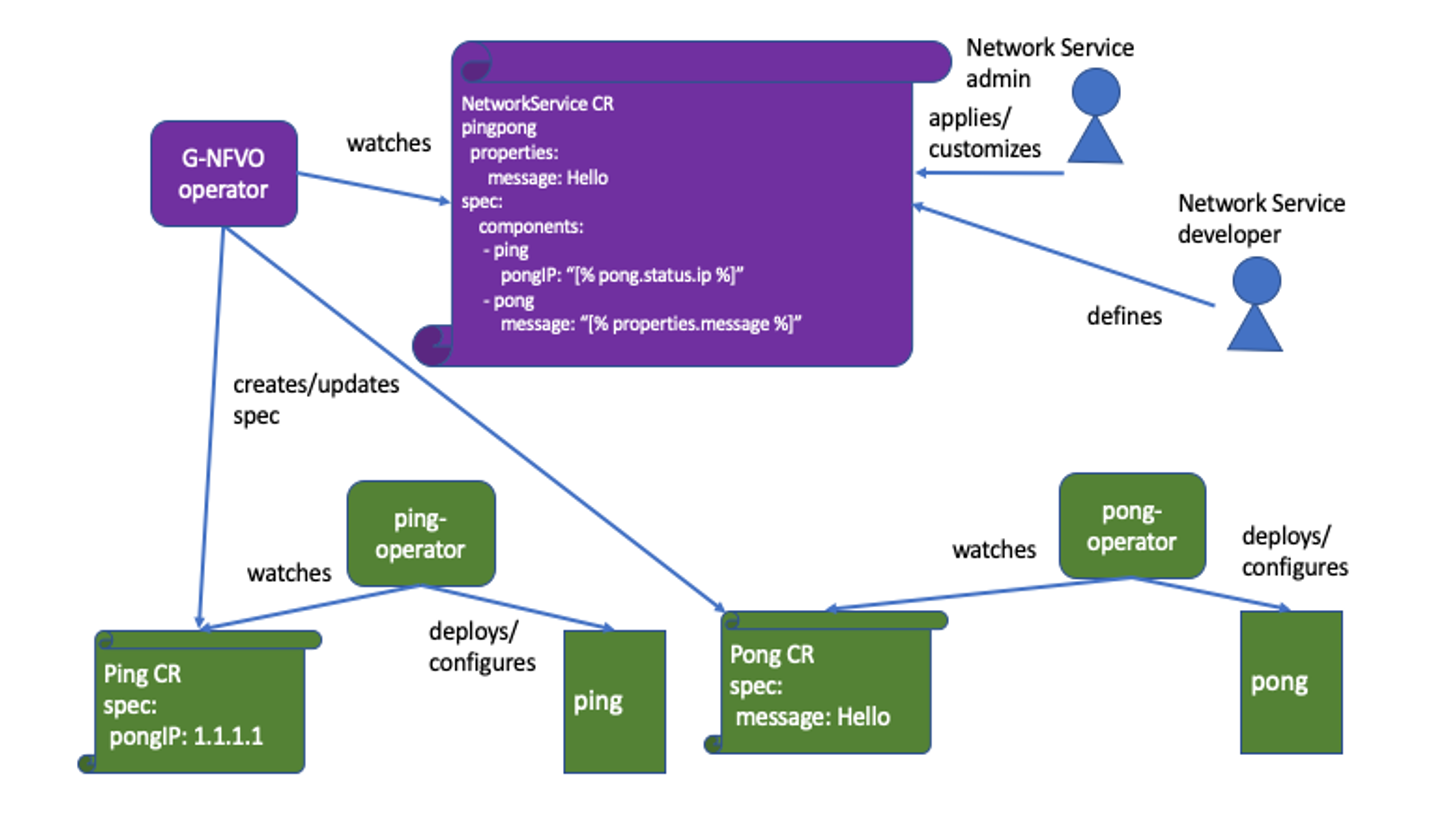 Network Service
admin
applies/
customizes
G-NFVO
operator
watches
NetworkService CR
pingpong
properties:
message: Hello
spec:
components:
- ping
pongIP: “[% pong.status.ip %]”
- pong
message: “[% properties.message %]”
Network Service
developer
defines
creates/updates
spec
ping-
operator
watches
deploys/
configures
Ping CR
spec:
pongIP: 1.1.1.1
ping
pong-
operator
watches
deploys/
configures
Pong CR
spec:
message: Hello
pong